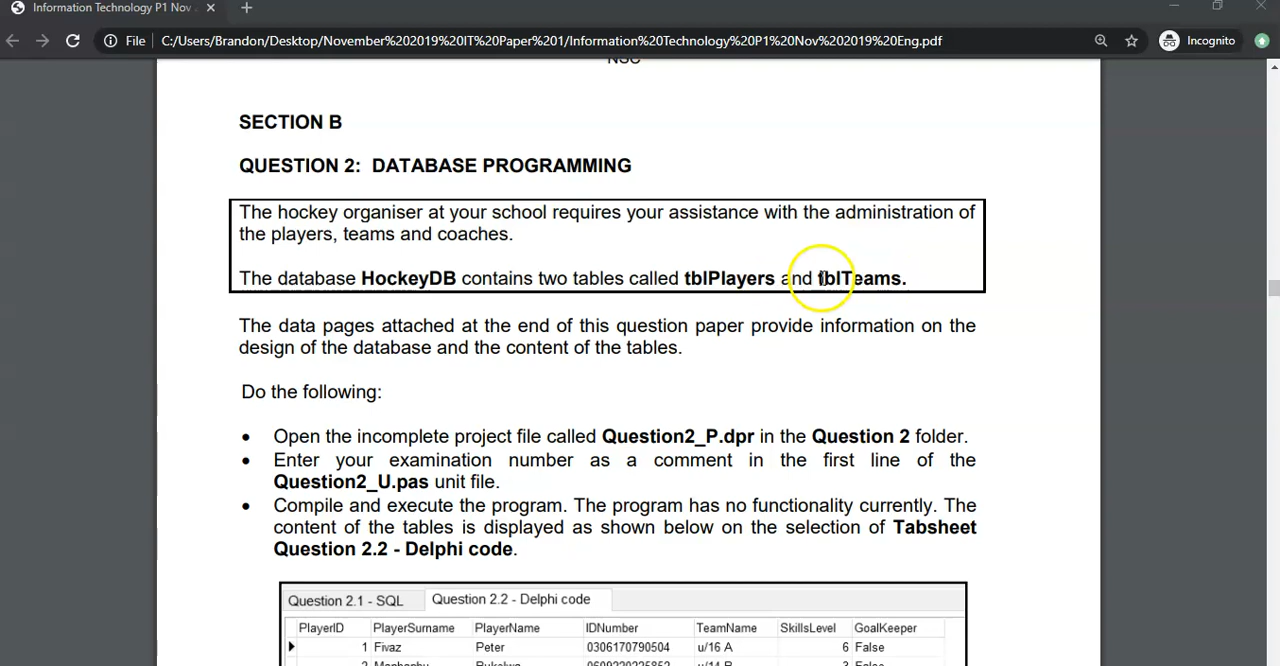 Information Technology P1 Nov
File C:/Users/Brandon/Desktop/November%202019%20IT%20Paper%201/Information%20Technology%20P1%20Nov%202019%20Eng.pdf Incognito
NSC
SECTION B
QUESTION 2: DATABASE PROGRAMMING
The hockey organiser at your school requires your assistance with the administration of
the players, teams and coaches.
The database HockeyDB contains two tables called tblPlayers and tblTeams.
The data pages attached at the end of this question paper provide information on the
design of the database and the content of the tables.
Do the following:
• Open the incomplete project file called Question2_P.dpr in the Question 2 folder.
• Enter your examination number as a comment in the first line of the
Question2_U.pas unit file.
• Compile and execute the program. The program has no functionality currently. The
content of the tables is displayed as shown below on the selection of Tabsheet
Question 2.2 - Delphi code.
Question 2.1 - SQL Question 2.2 - Delphi code
PlayerID PlayerSurname PlayerName IDNumber TeamName SkillsLevel GoalKeeper
1 Fivaz Peter 0306170790504 u/16 A 6 False